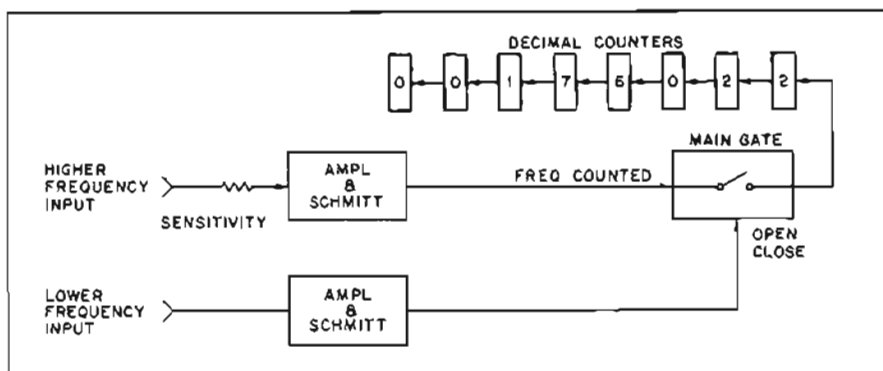 DECIMAL COUNTERS
0 0 1 7 6 0 2 2
MAIN GATE
HIGHER
FREQUENCY
INPUT
SENSITIVITY
AMPL
&
SCHMITT
FREQ COUNTED
OPEN
CLOSE
LOWER
FREQUENCY
INPUT
AMPL
&
SCHMITT